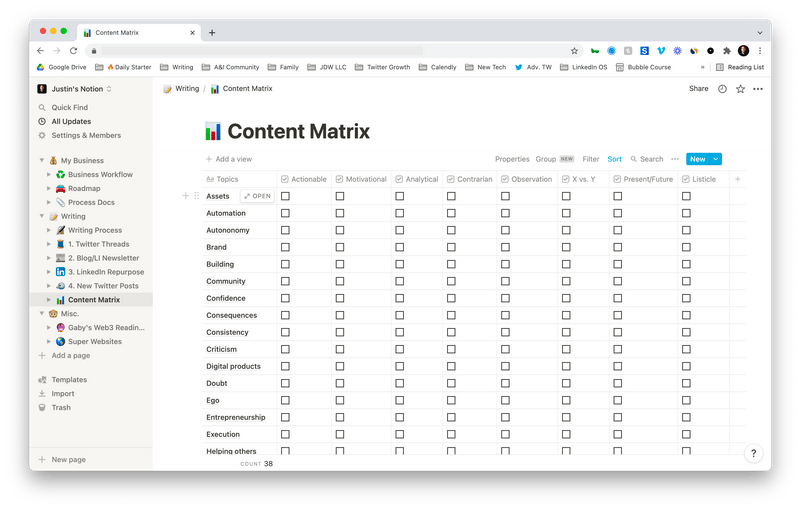 Content Matrix
Google Drive
Daily Starter
Writing
A&I Community
Family
JDW LLC
Twitter Growth
Calendly
New Tech
Adv. TW
LinkedIn OS
Bubble Course
»
Reading List
Justin's Notion
Writing / Content Matrix
Share
Quick Find
All Updates
Settings & Members
My Business
Business Workflow
Roadmap
Process Docs
Writing
Writing Process
1. Twitter Threads
2. Blog/LI Newsletter
3. LinkedIn Repurpose
4. New Twitter Posts
Content Matrix
Misc.
Gaby's Web3 Readin...
Super Websites
Add a page
Templates
Import
Trash
New page
Content Matrix
Add a view
Properties
Group NEW
Filter
Sort
Search
New
Aa Topics
Actionable
Motivational
Analytical
Contrarian
Observation
X vs. Y
Present/Future
Listicle
Assets
OPEN
Automation
Autononomy
Brand
Building
Community
Confidence
Consequences
Consistency
Criticism
Digital products
Doubt
Ego
Entrepreneurship
Execution
Helping others
COUNT 38
?